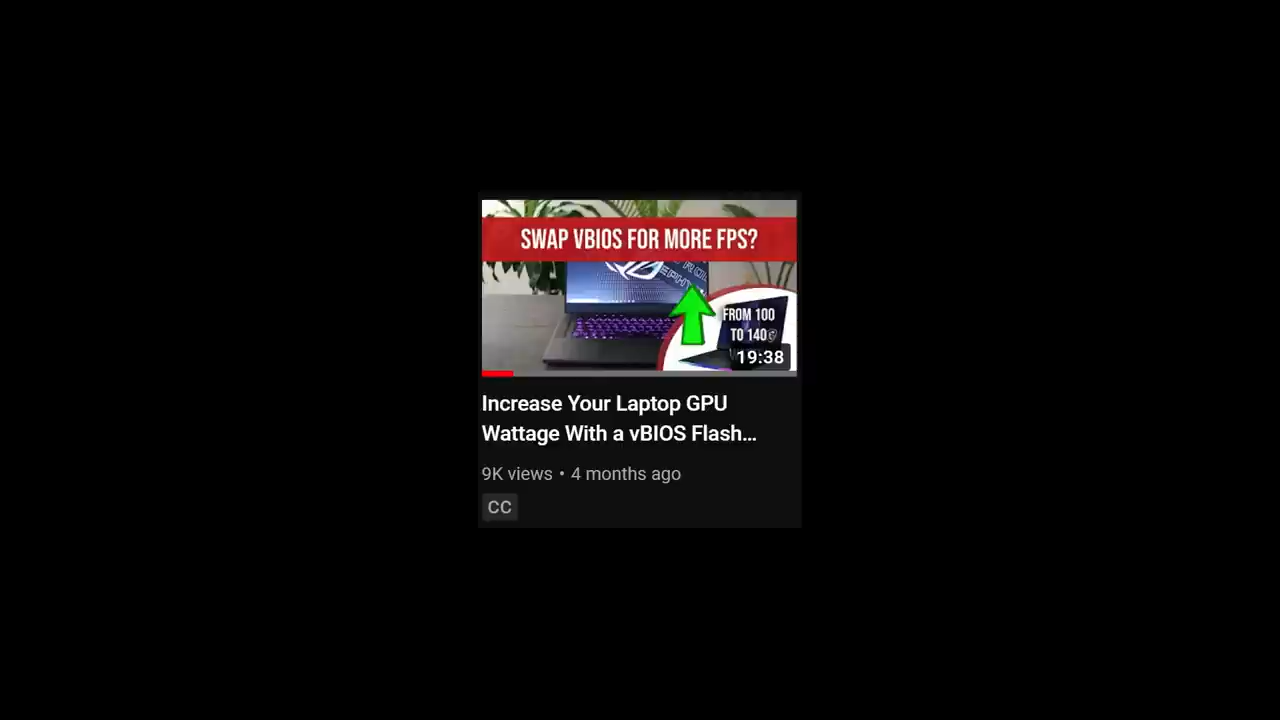 SWAP VBIOS FOR MORE FPS?
FROM 100
TO 140
19:38
Increase Your Laptop GPU
Wattage With a vBIOS Flash...
9K views • 4 months ago
CC